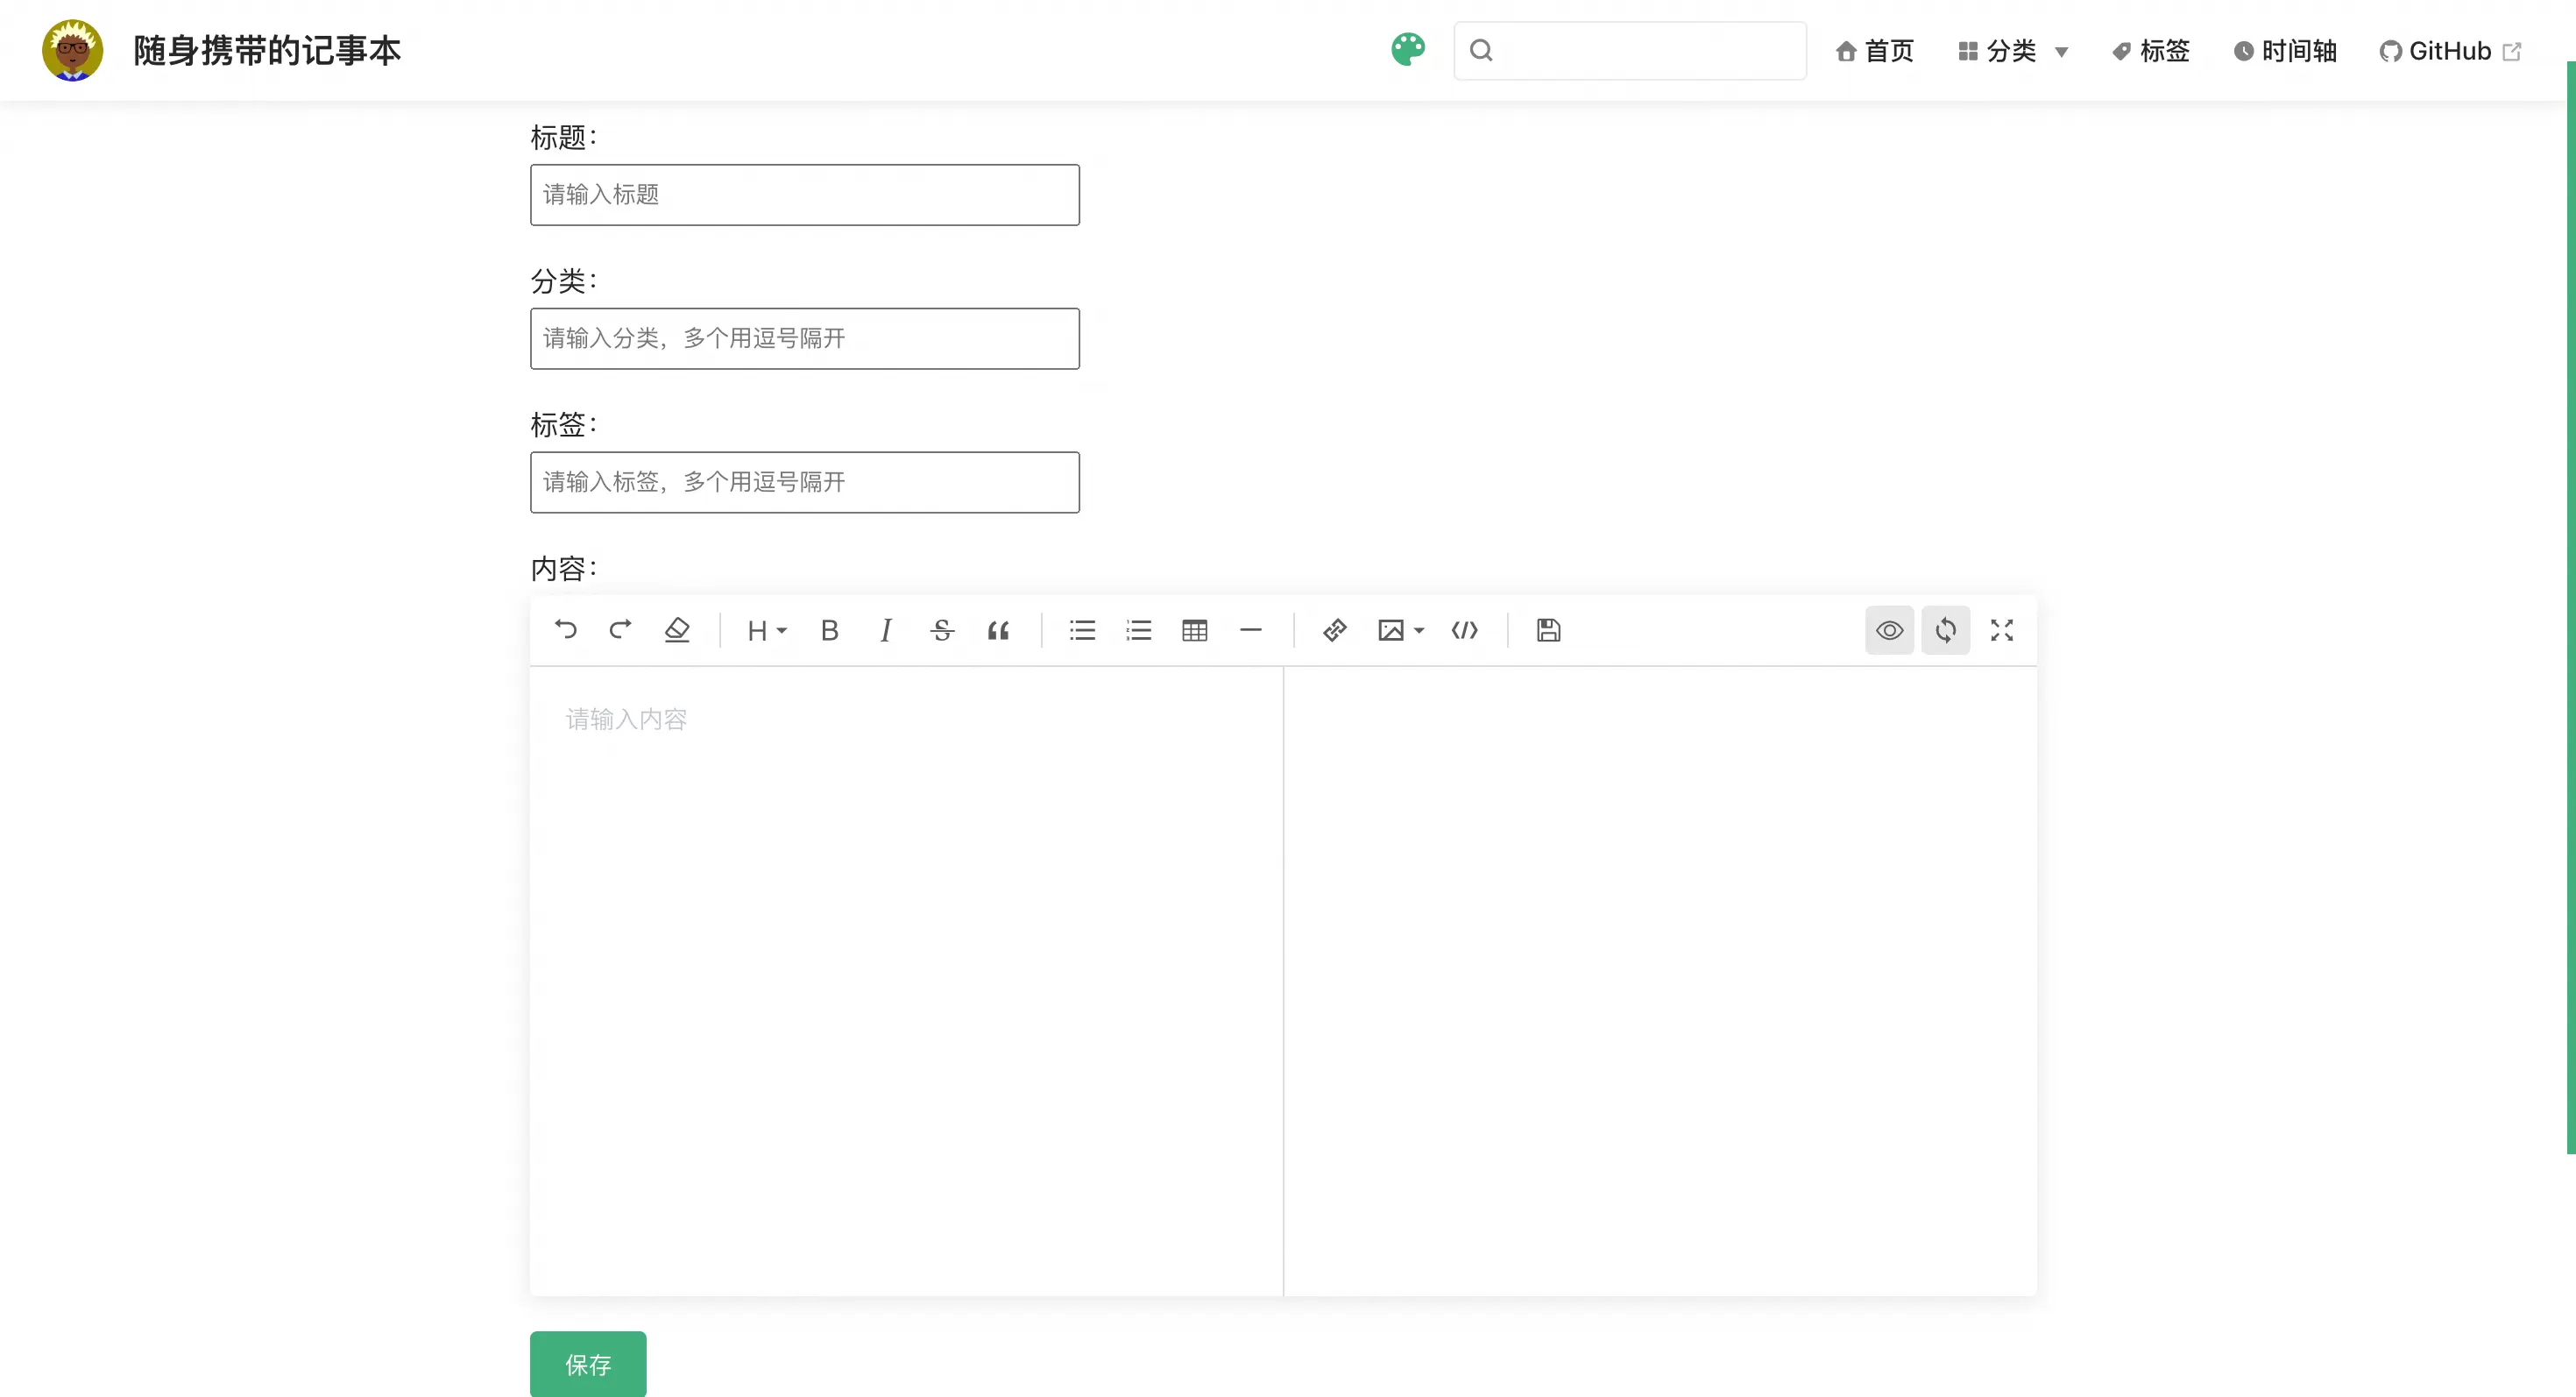 随身携带的记事本
首页 分类 标签 时间轴 GitHub
标题：
请输入标题
分类：
请输入分类，多个用逗号隔开
标签：
请输入标签，多个用逗号隔开
内容：
H B I S
请输入内容
保存